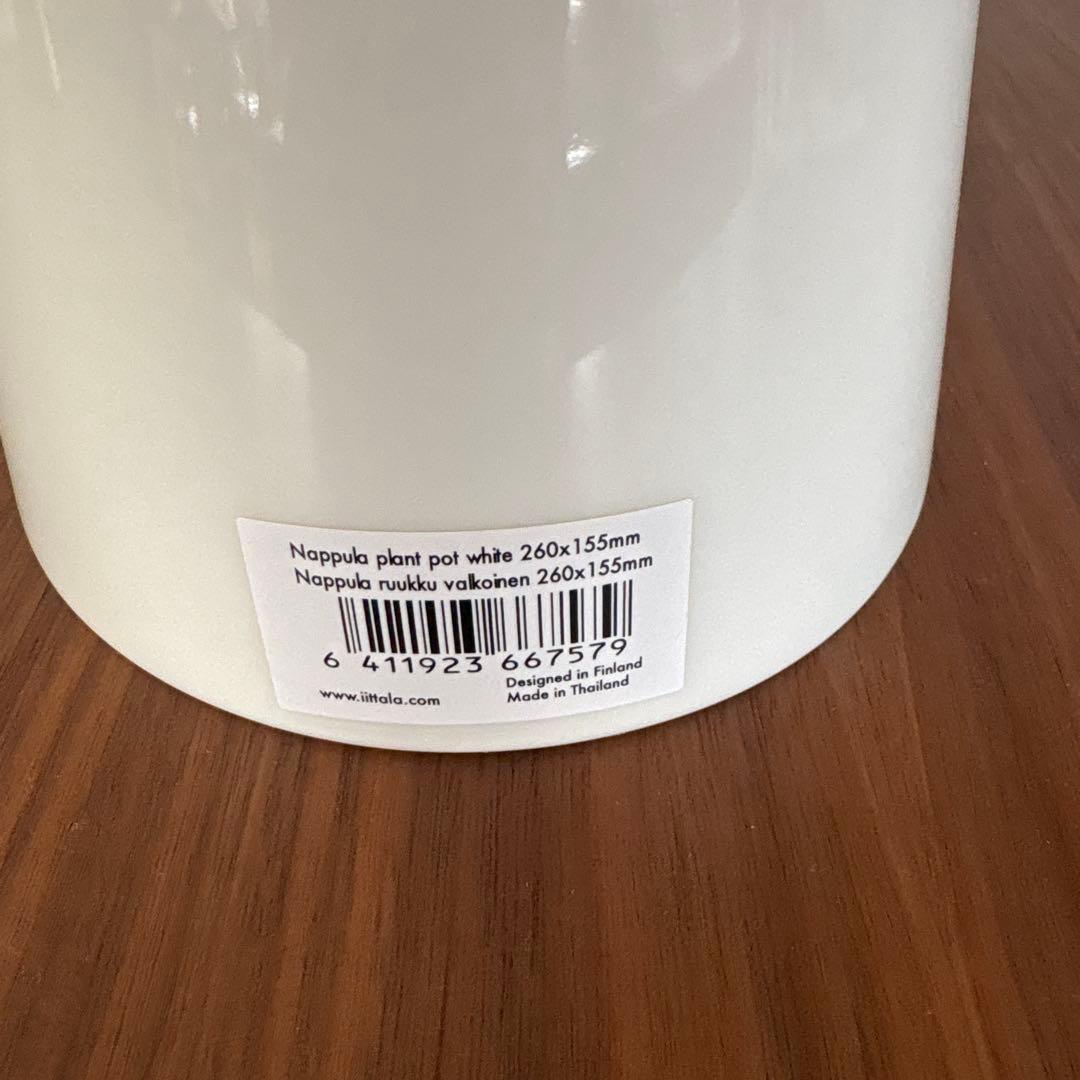 Nappula plant pot white 260x155mm
Nappula ruukku valkoinen 260x155mm
6 411923 667579
www.iittala.com
Designed in Finland
Made in Thailand